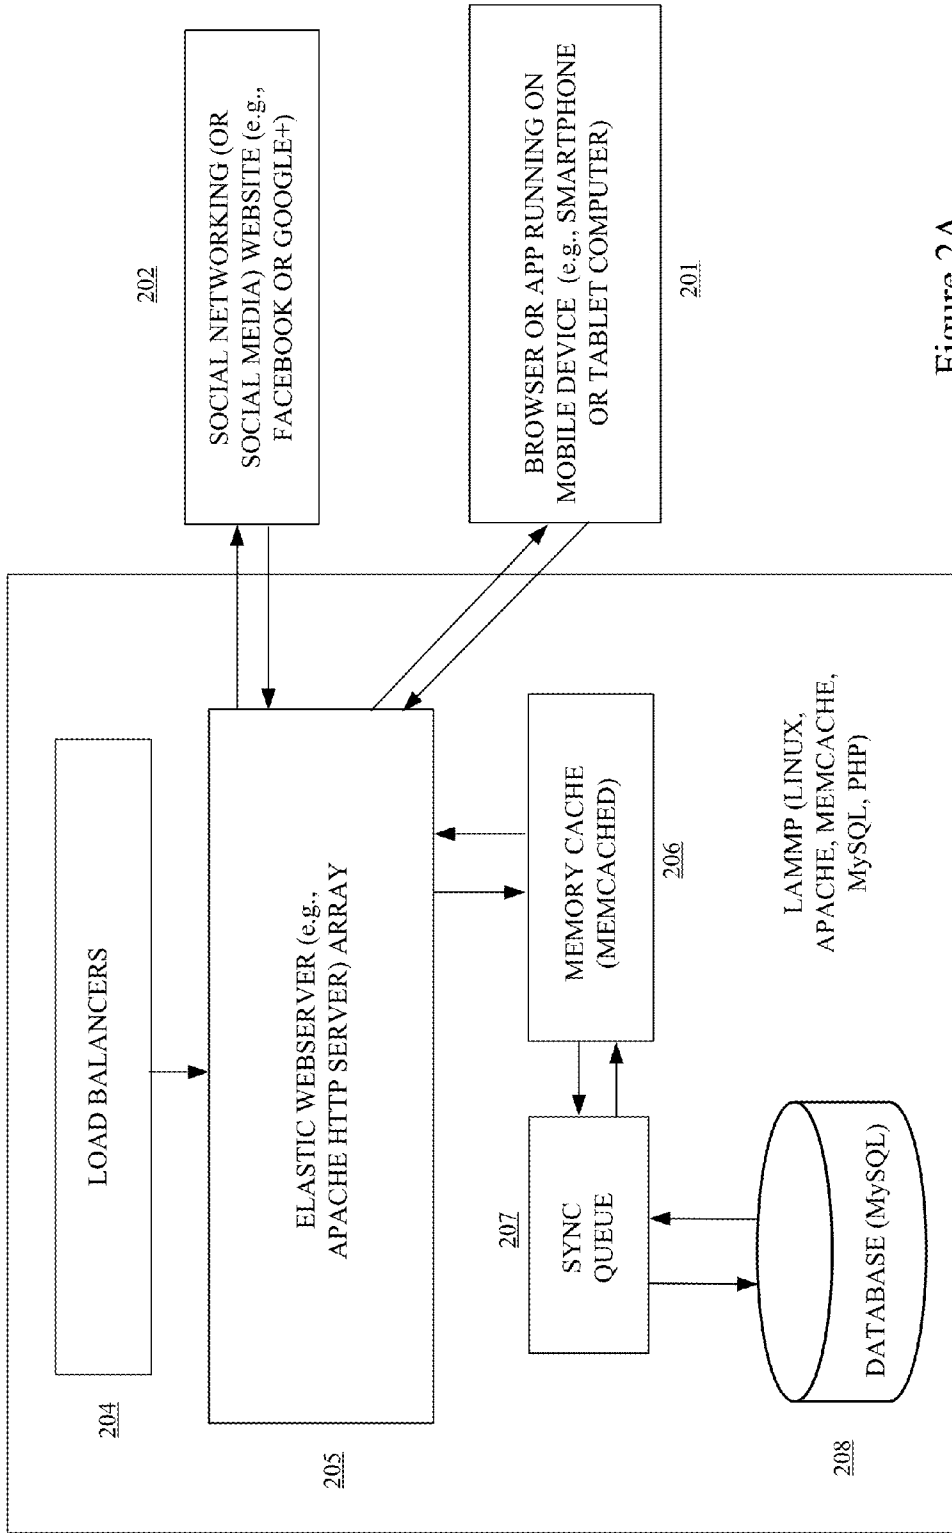 LOAD BALANCERS
204
ELASTIC WEBSERVER (e.g.,
APACHE HTTP SERVER) ARRAY
205
202
SOCIAL NETWORKING (OR
SOCIAL MEDIA) WEBSITE (e.g.,
FACEBOOK OR GOOGLE+)
BROWSER OR APP RUNNING ON
MOBILE DEVICE (e.g., SMARTPHONE
OR TABLET COMPUTER)
201
207
SYNC
QUEUE
MEMORY CACHE
(MEMCACHED)
206
DATABASE (MySQL)
208
LAMMP (LINUX,
APACHE, MEMCACHE,
MySQL, PHP)
Figure 2A